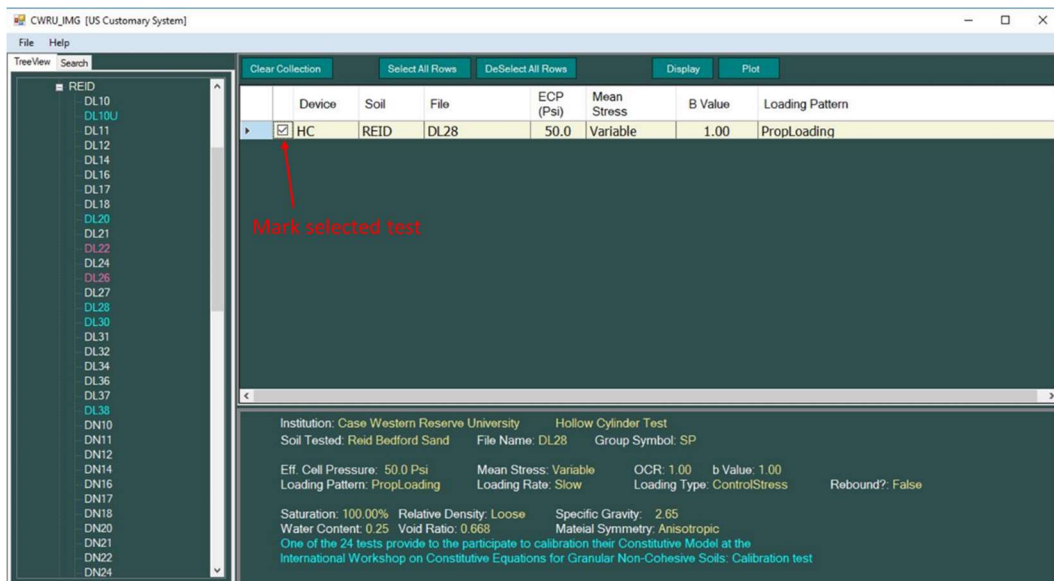 CWRU_IMG [US Customary System]
File Help
TreeView Search
REID
DL10
DL10U
DL11
DL12
DL14
DL16
DL17
DL18
DL20
DL21
DL22
DL24
DL26
DL27
DL28
DL30
DL31
DL32
DL34
DL36
DL37
DL38
DN10
DN11
DN12
DN14
DN16
DN17
DN18
DN20
DN21
DN22
DN24
Clear Collection Select All Rows DeSelect All Rows Display Plot
Device Soil File ECP (Psi) Mean Stress B Value Loading Pattern
HC REID DL28 50.0 Variable 1.00 PropLoading
Mark selected test
Institution: Case Western Reserve University Hollow Cylinder Test
Soil Tested: Reid Bedford Sand File Name: DL28 Group Symbol: SP
Eff. Cell Pressure: 50.0 Psi Mean Stress: Variable OCR: 1.00 b Value: 1.00
Loading Pattern: PropLoading Loading Rate: Slow Loading Type: ControlStress Rebound?: False
Saturation: 100.00% Relative Density: Loose Specific Gravity: 2.65
Water Content: 0.25 Void Ratio: 0.668 Mateial Symmetry: Anisotropic
One of the 24 tests provide to the participate to calibration their Constitutive Model at the
International Workshop on Constitutive Equations for Granular Non-Cohesive Soils: Calibration test